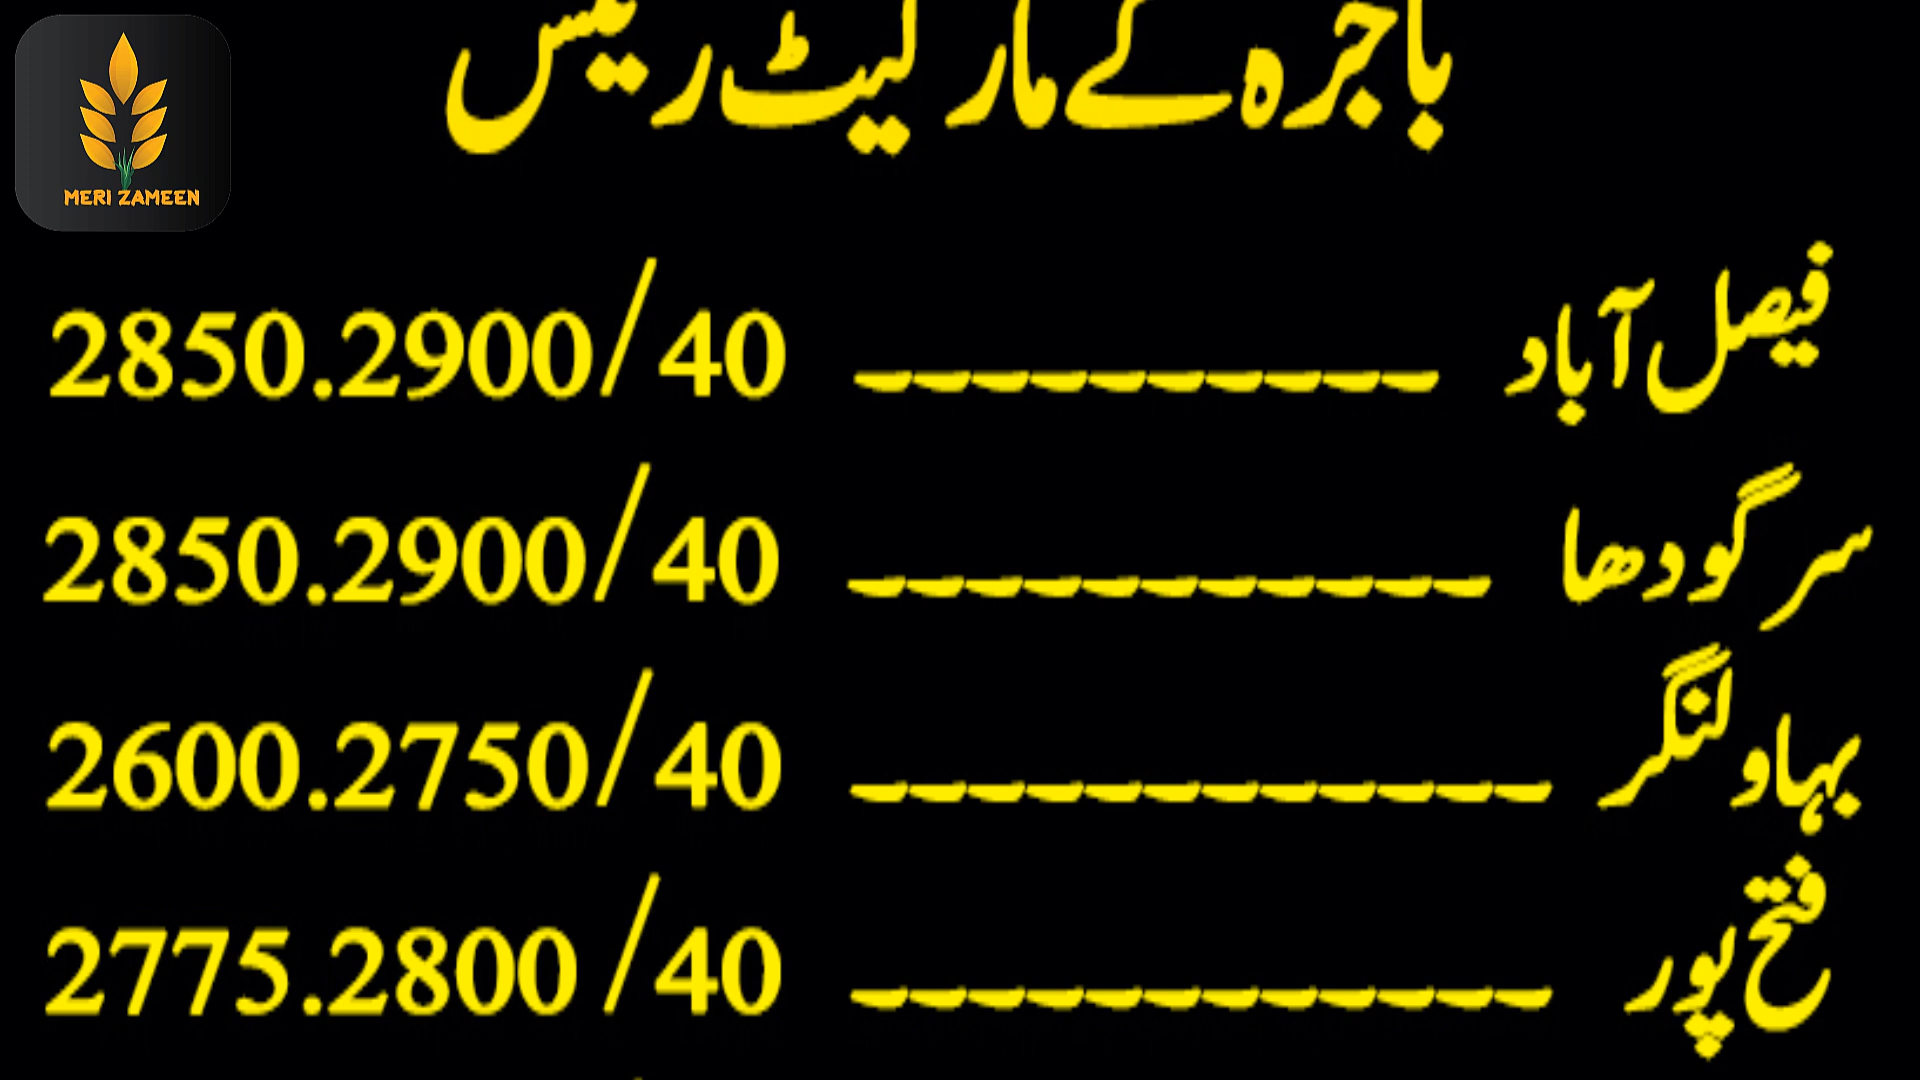 باجرہ کے مارکیٹ ریٹس
MERI ZAMEEN
فیصل آباد ۔۔۔۔۔۔۔۔۔۔ 2850.2900/40
سرگودھا ۔۔۔۔۔۔۔۔۔۔۔ 2850.2900/40
بہاولنگر ۔۔۔۔۔۔۔۔۔۔۔۔ 2600.2750/40
فتح پور ۔۔۔۔۔۔۔۔۔۔۔۔ 2775.2800 /40